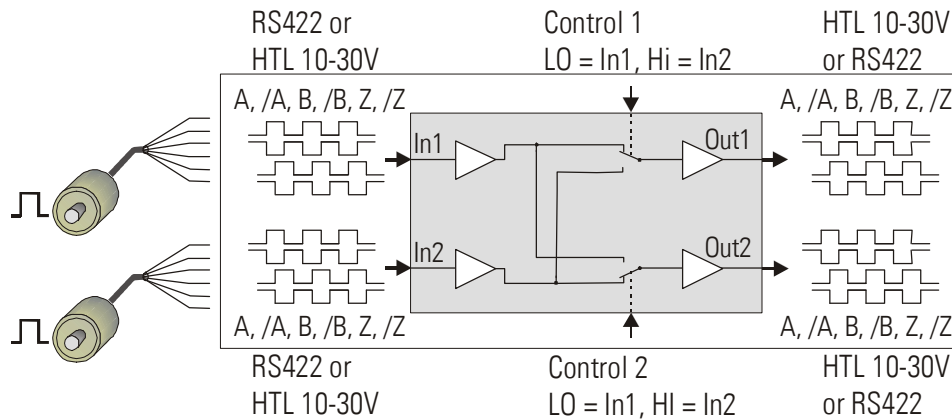 RS422 or
HTL 10-30V
Control 1
LO = In1, Hi = In2
HTL 10-30V
or RS422
A, /A, B, /B, Z, /Z
A, /A, B, /B, Z, /Z
In1
Out1
In2
Out2
A, /A, B, /B, Z, /Z
A, /A, B, /B, Z, /Z
RS422 or
HTL 10-30V
Control 2
LO = In1, HI = In2
HTL 10-30V
or RS422